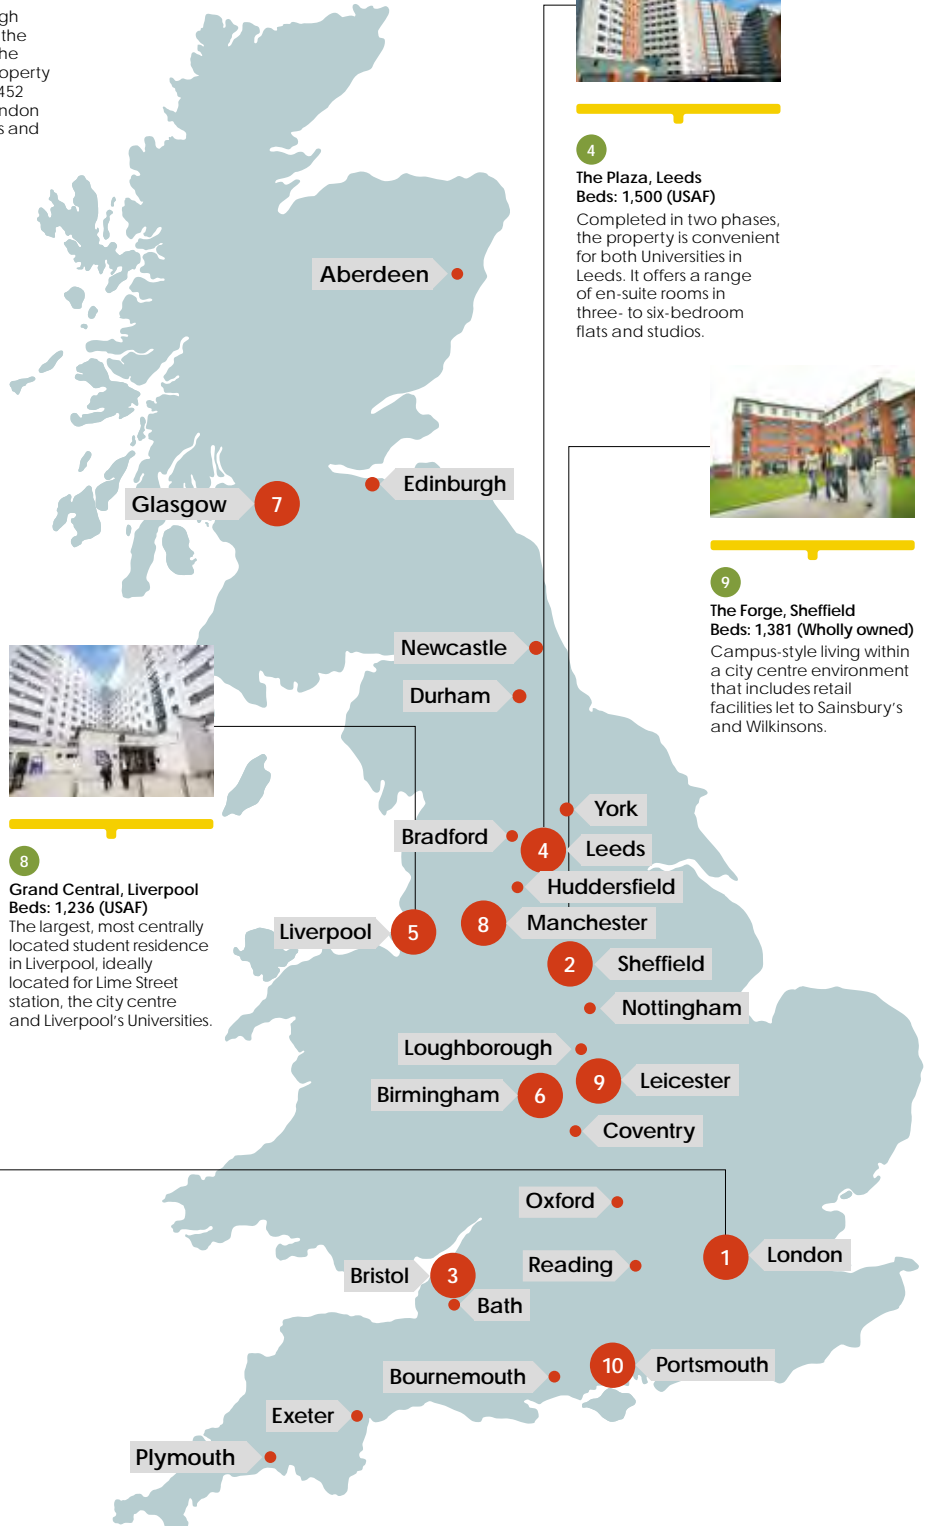 the
452
and
4
The Plaza, Leeds
Beds: 1,500 (USAF)
Completed in two phases,
the property is convenient
for both Universities in
Leeds. It offers a range
of en-suite rooms in
three- to six-bedroom
flats and studios.
9
The Forge, Sheffield
Beds: 1,381 (Wholly owned)
Campus-style living within
a city centre environment
that includes retail
facilities let to Sainsbury’s
and Wilkinsons.
8
Grand Central, Liverpool
Beds: 1,236 (USAF)
The largest, most centrally
located student residence
in Liverpool, ideally
located for Lime Street
station, the city centre
and Liverpool’s Universities.
Aberdeen
Edinburgh
Glasgow
7
Newcastle
Durham
York
Bradford
4
Leeds
Huddersfield
Liverpool
5
8
Manchester
2
Sheffield
Nottingham
Loughborough
Birmingham
6
9
Leicester
Coventry
Oxford
1
London
Bristol
3
Reading
Bath
10
Portsmouth
Bournemouth
Exeter
Plymouth